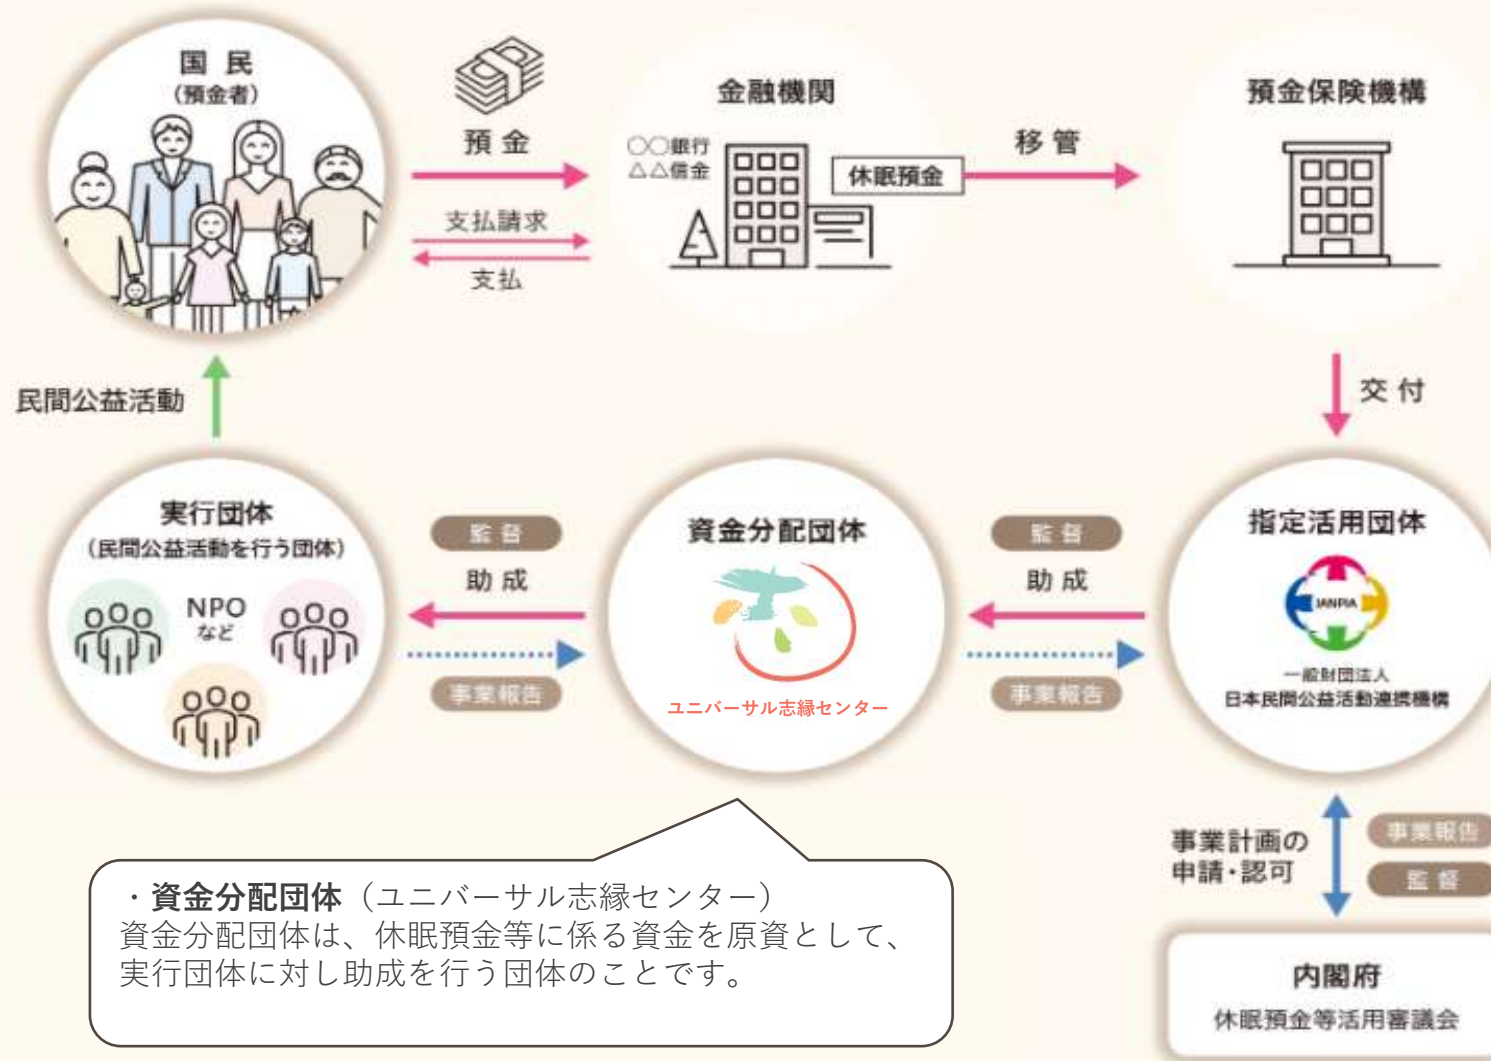 国 民
（預金者）
預 金
支払請求
支払
金融機関
○○銀行
△△信金
休眠預金
移 管
預金保険機構
交 付
民間公益活動
実行団体
（民間公益活動を行う団体）
NPO
など
監 督
助 成
事業報告
資金分配団体
ユニバーサル志縁センター
監 督
助 成
事業報告
指定活用団体
JANPIA
一般財団法人
日本民間公益活動連携機構
事業計画の
申請・認可
事業報告
監 督
内閣府
休眠預金等活用審議会
・資金分配団体（ユニバーサル志縁センター）
資金分配団体は、休眠預金等に係る資金を原資として、
実行団体に対し助成を行う団体のことです。